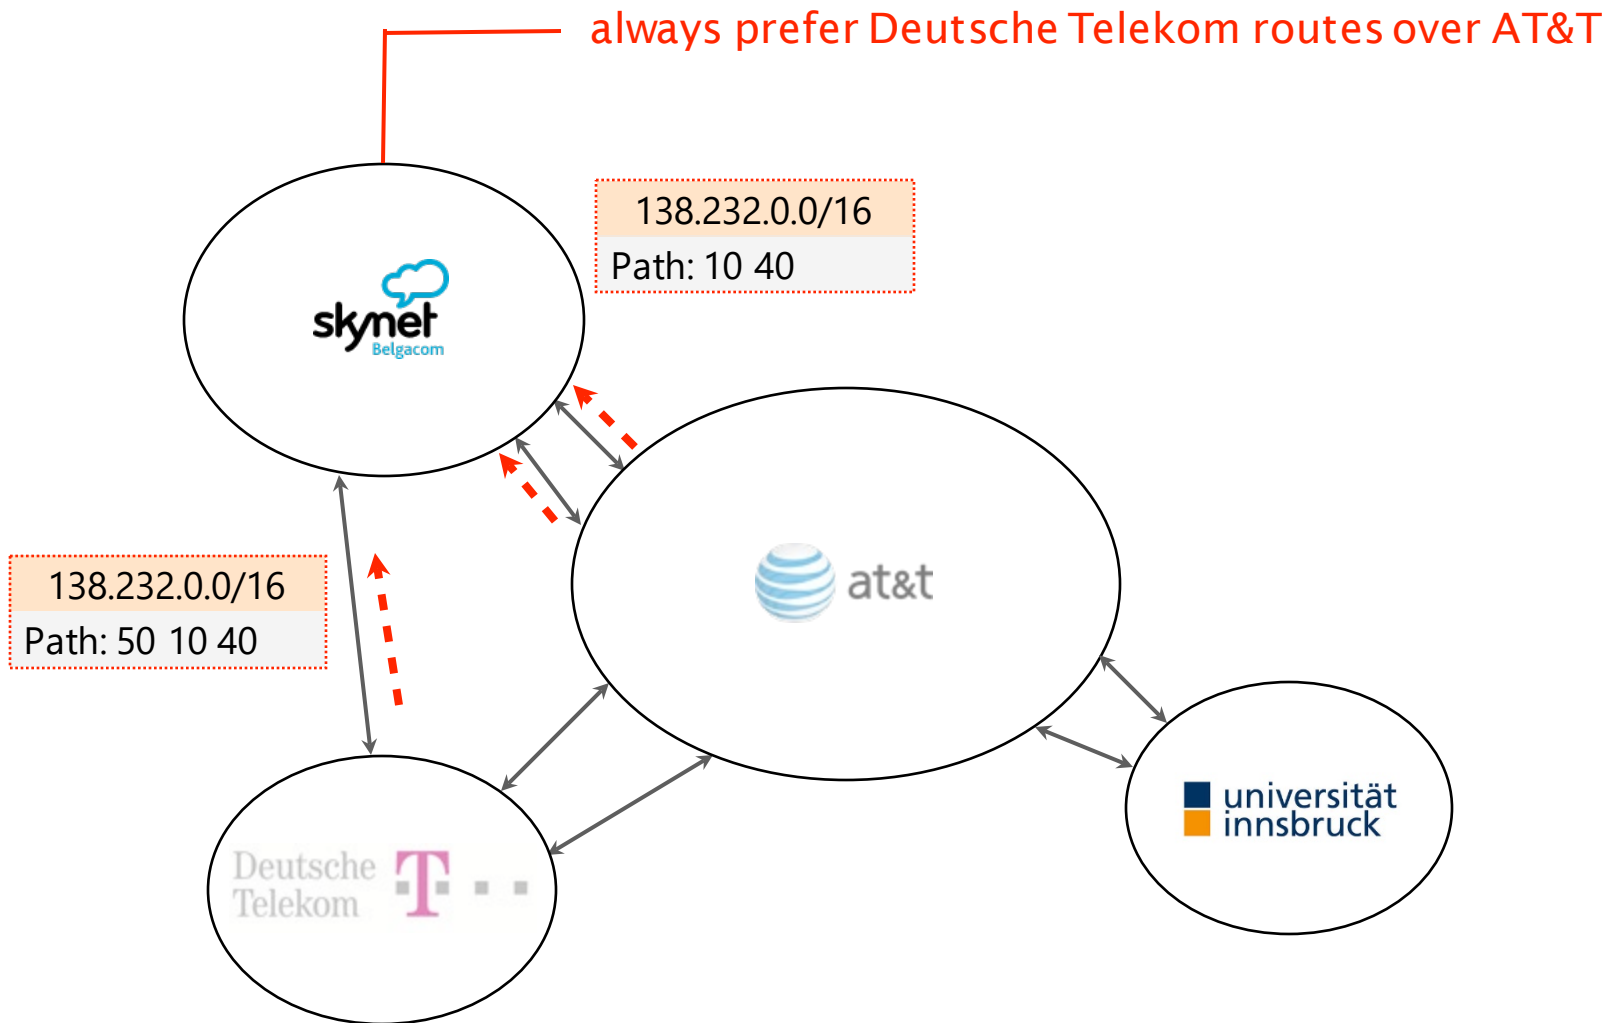 always prefer Deutsche Telekom routes over AT&T
138.232.0.0/16
Path: 10 40
skynet
Belgacom
138.232.0.0/16
Path: 50 10 40
at&t
universität
innsbruck
Deutsche
Telekom
T